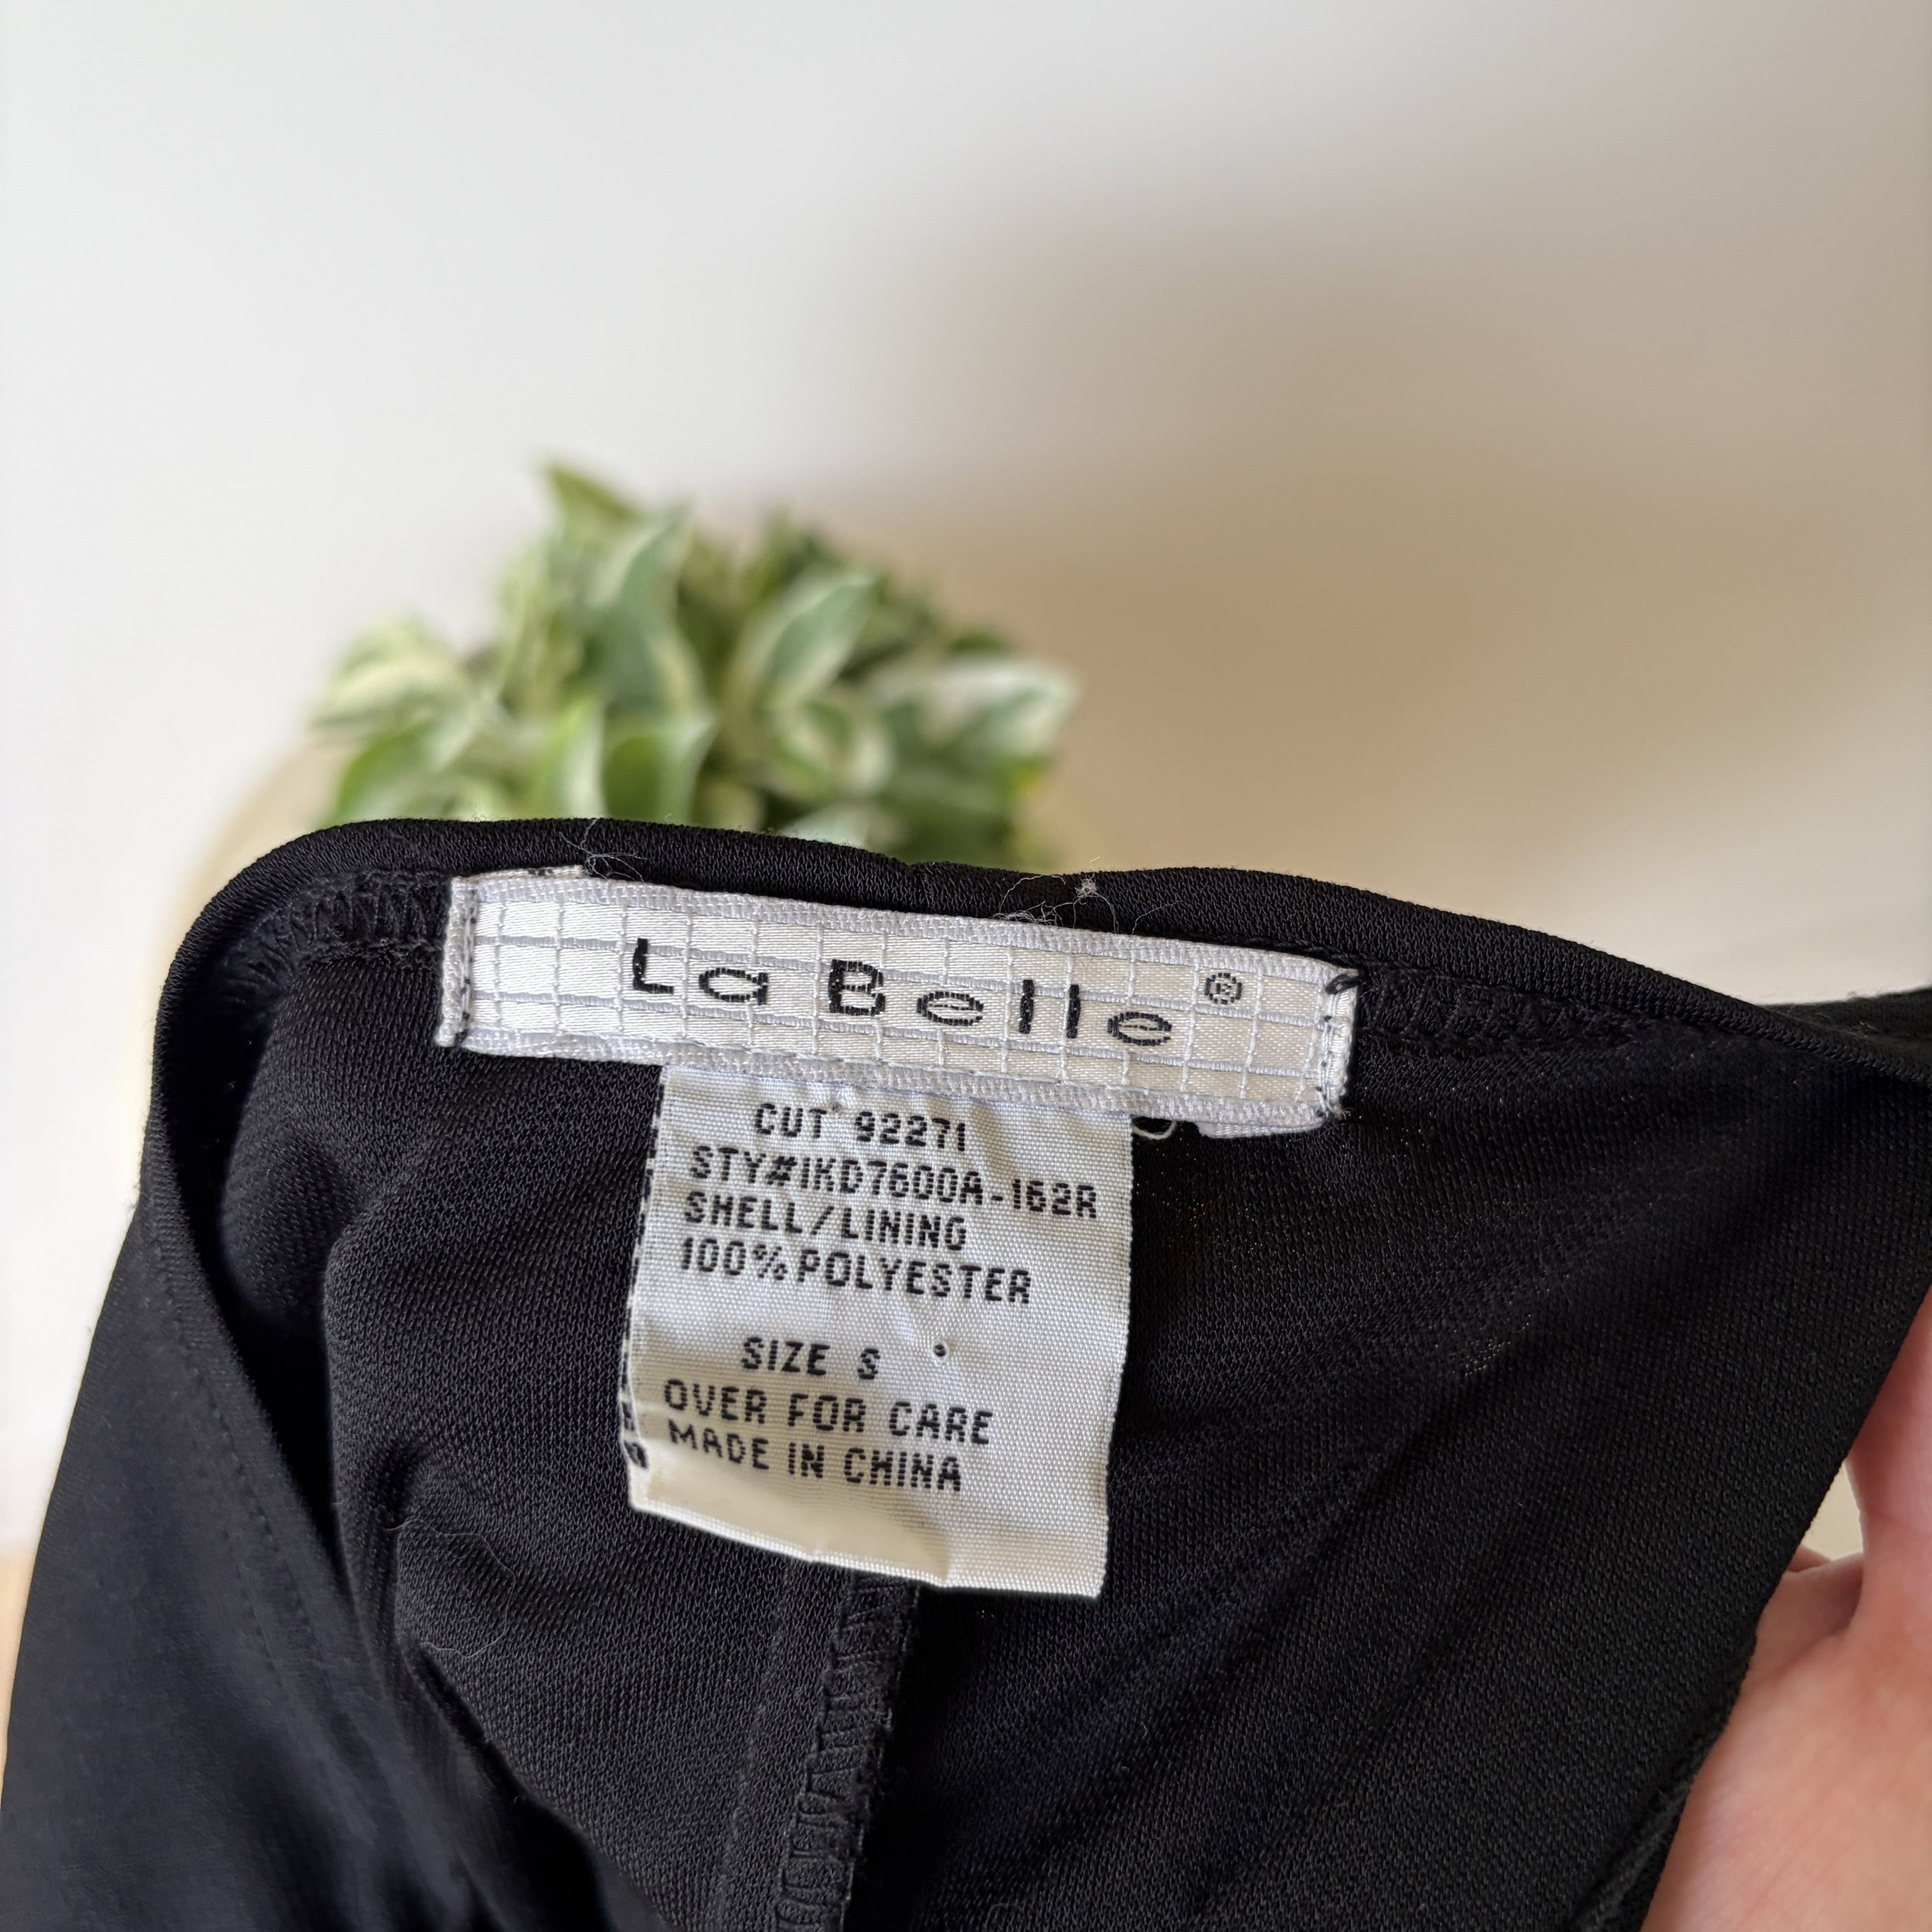 La Belle ®
CUT 92271
STY#IKD7600A-162R
SHELL/LINING
100%POLYESTER
SIZE S
OVER FOR CARE
MADE IN CHINA